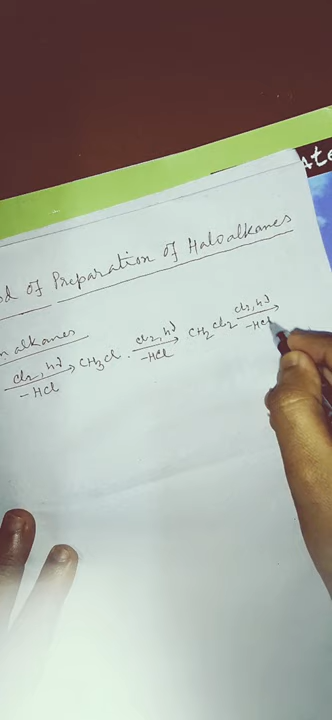 od of Preparation of Haloalkanes
n alkanes
Cl2, hν CH3Cl. Cl2, hν CH2Cl2 Cl2, hν
-HCl -HCl -HCl